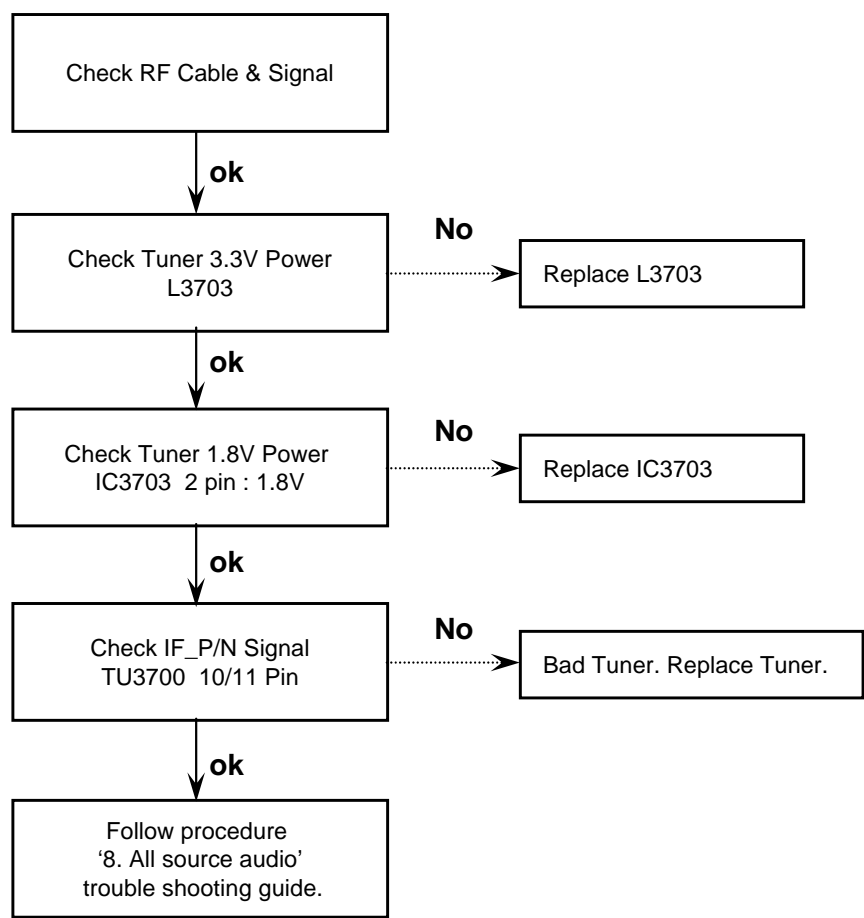 Check RF Cable & Signal
ok
Check Tuner 3.3V Power
L3703
No
Replace L3703
ok
Check Tuner 1.8V Power
IC3703 2 pin : 1.8V
No
Replace IC3703
ok
Check IF_P/N Signal
TU3700 10/11 Pin
No
Bad Tuner. Replace Tuner.
ok
Follow procedure
‘8. All source audio’
trouble shooting guide.